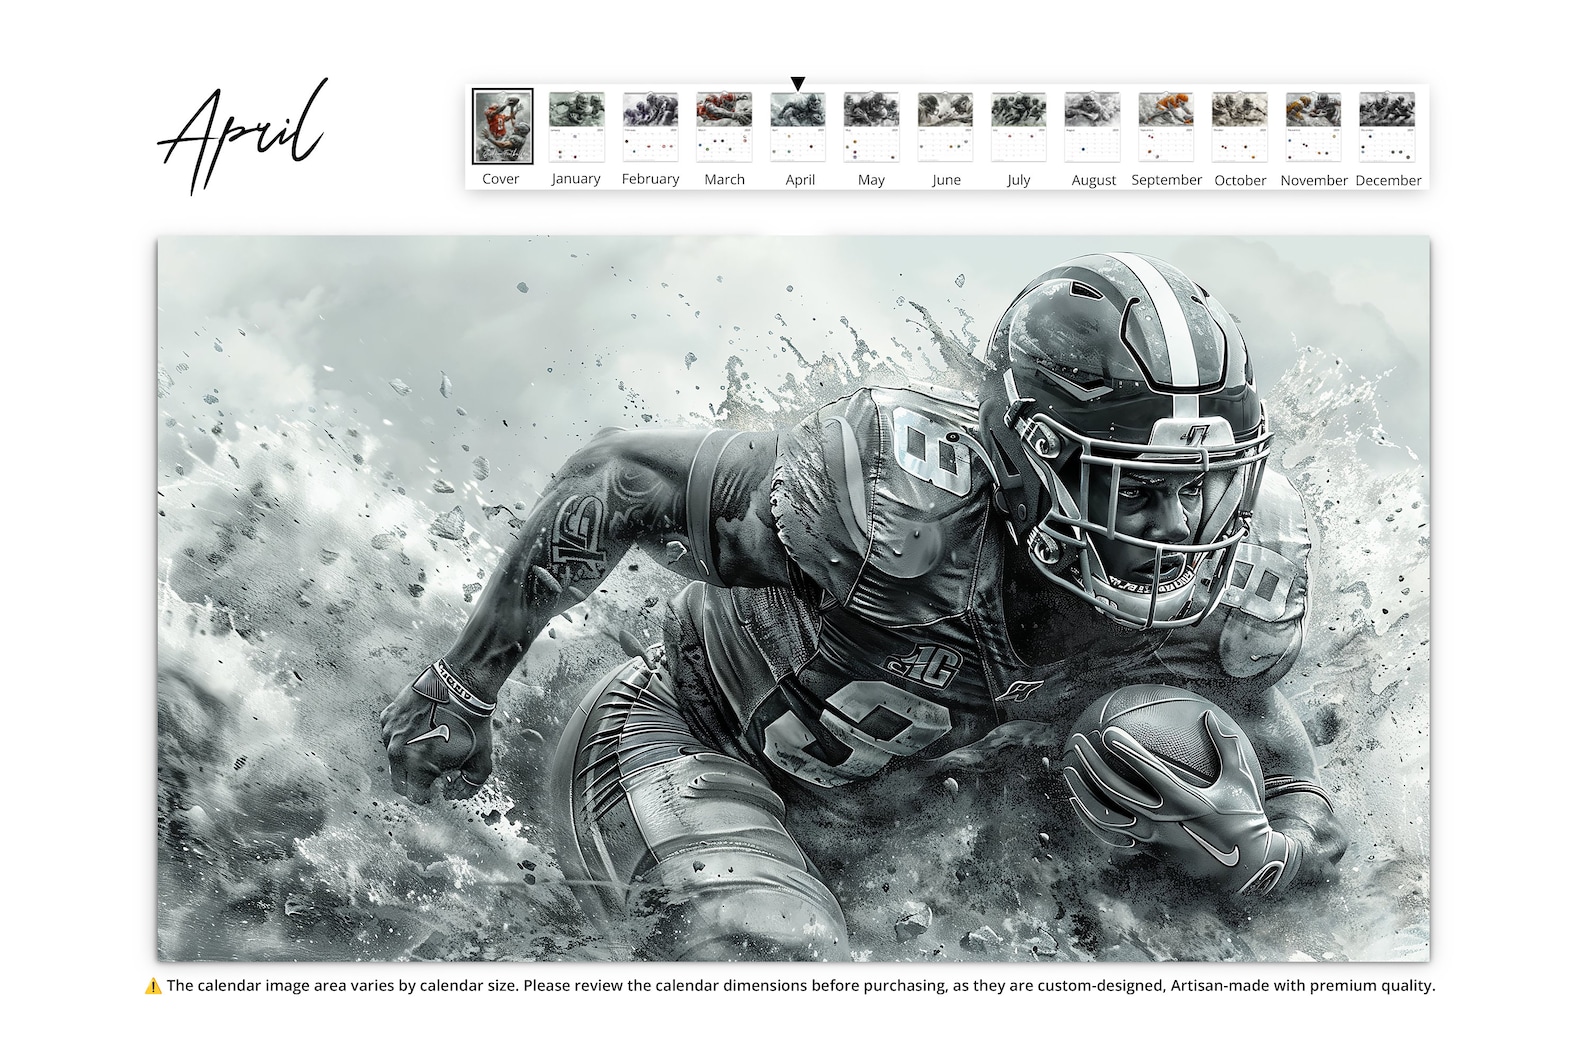 April
Cover January February March April May June July August September October November December
8
8
⚠️ The calendar image area varies by calendar size. Please review the calendar dimensions before purchasing, as they are custom-designed, Artisan-made with premium quality.